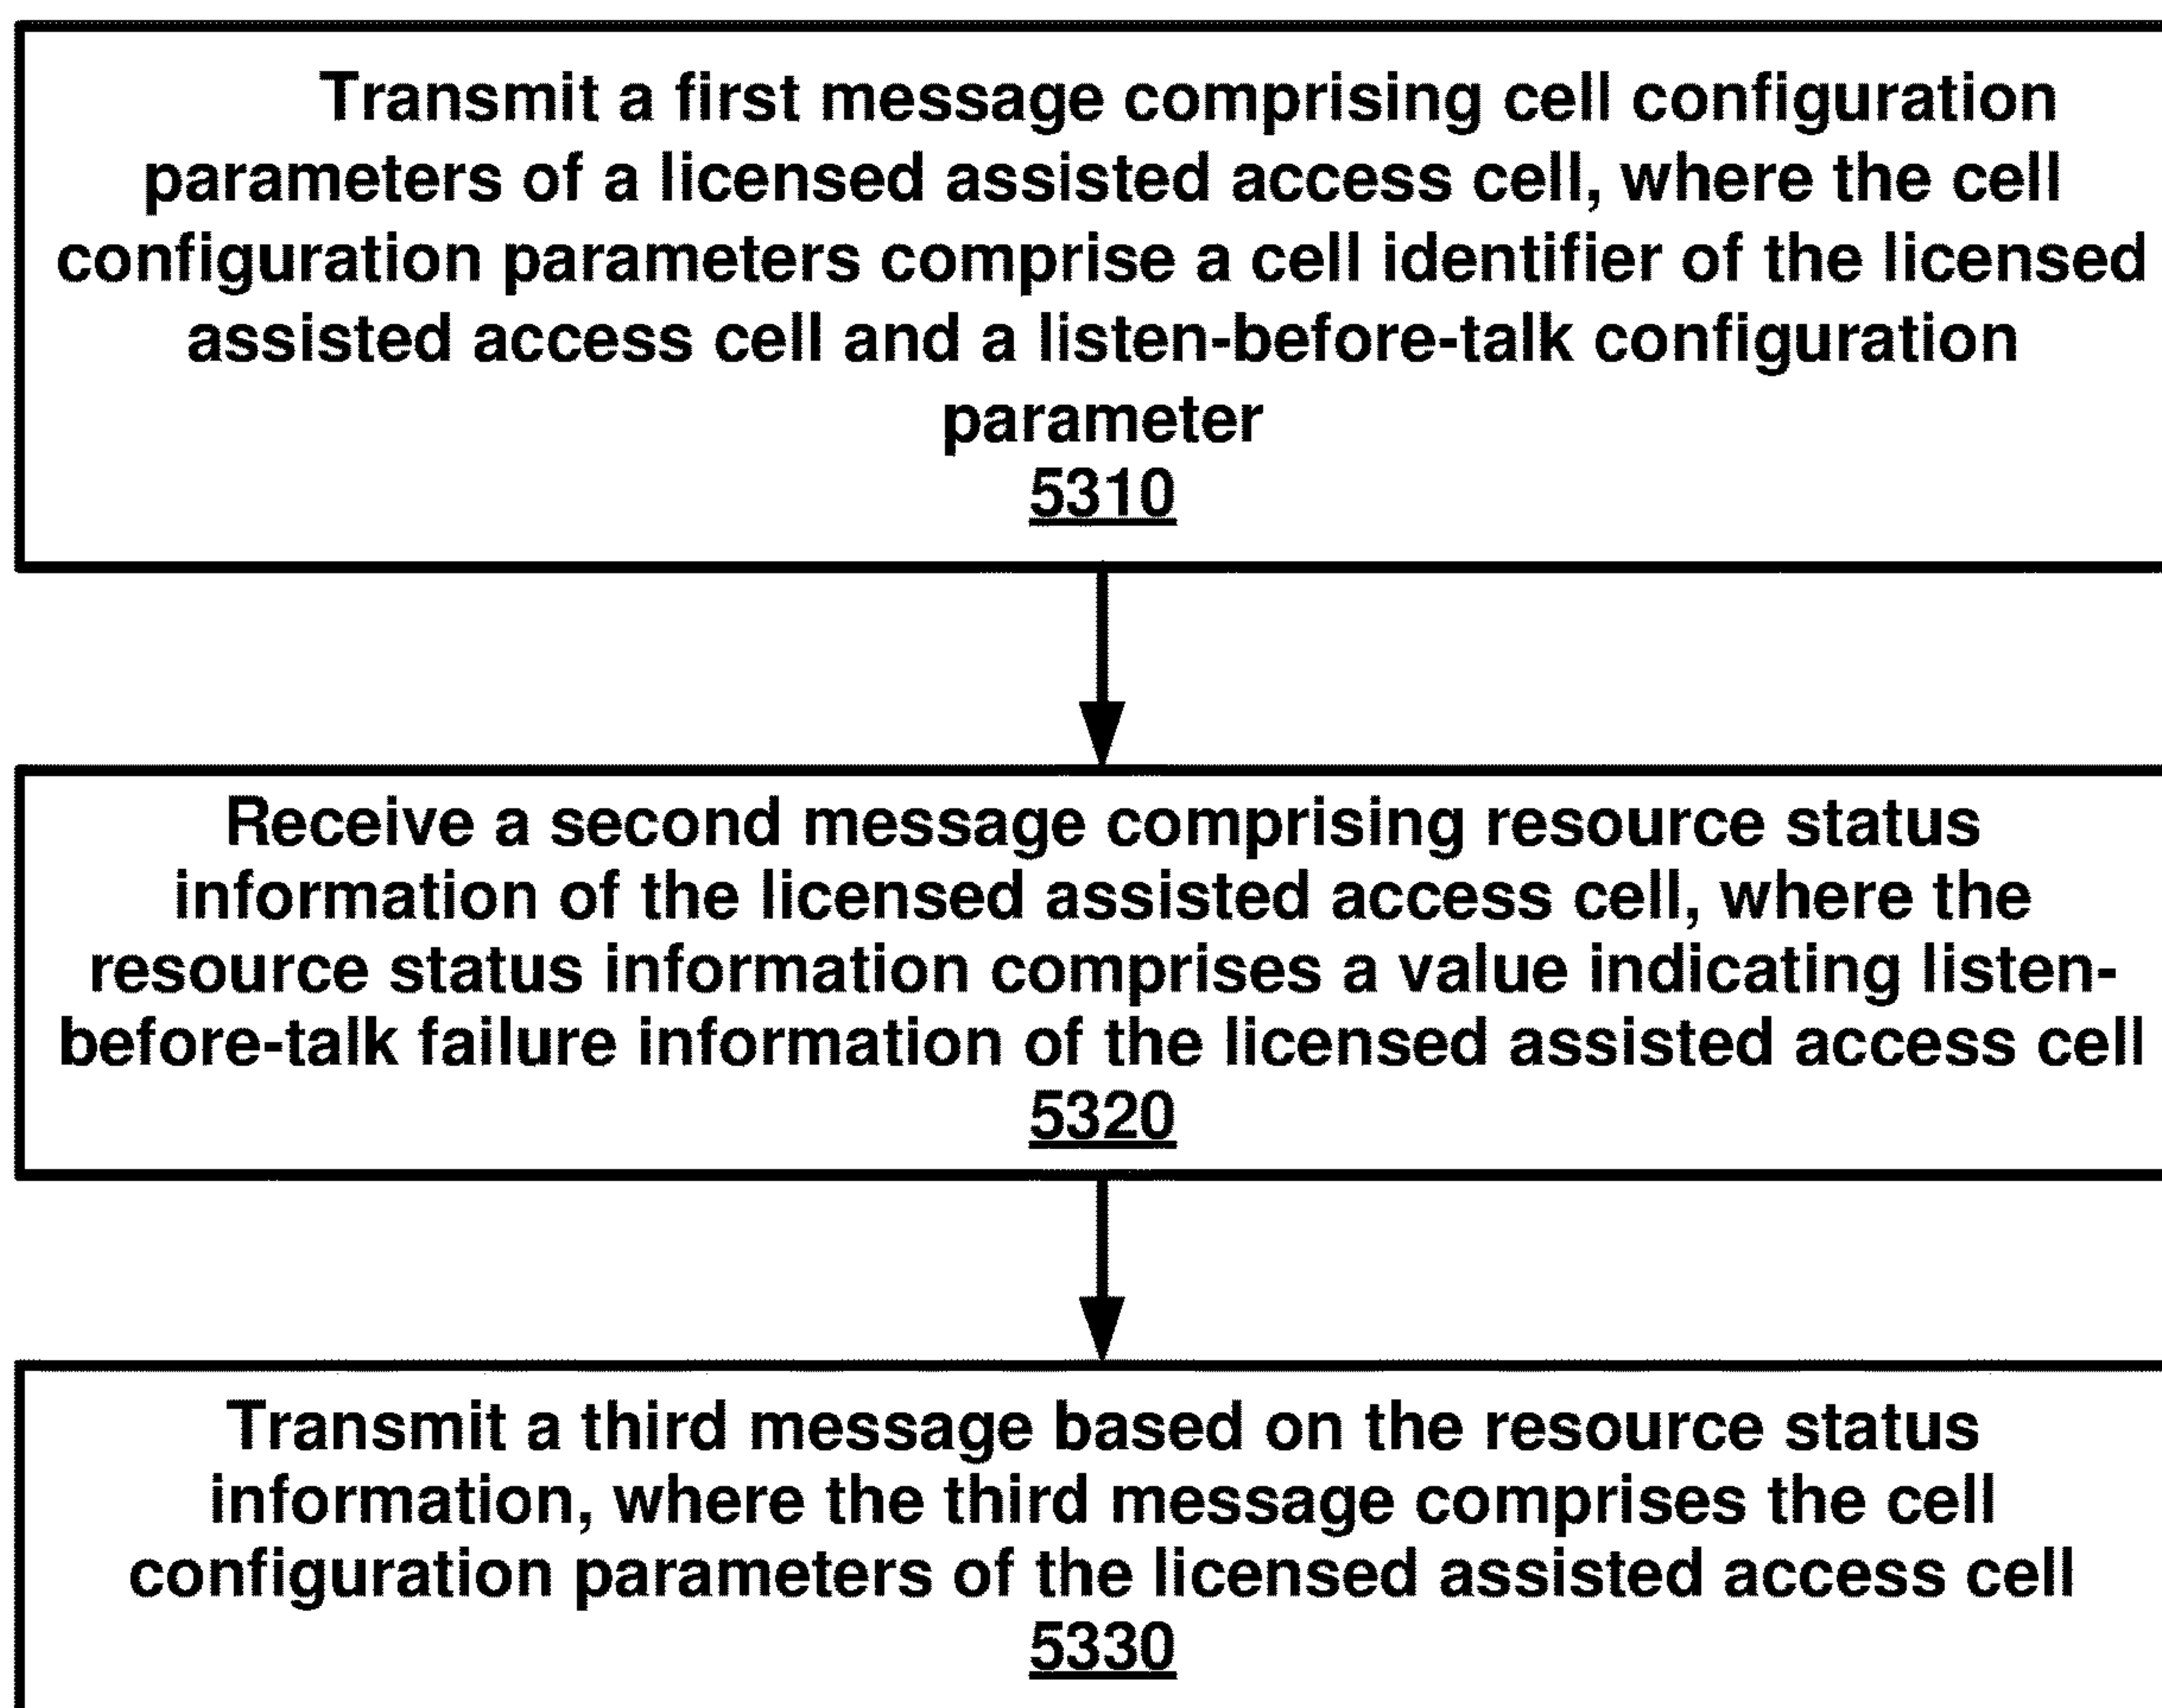 Transmit a first message comprising cell configuration
parameters of a licensed assisted access cell, where the cell
configuration parameters comprise a cell identifier of the licensed
assisted access cell and a listen-before-talk configuration
parameter
5310
Receive a second message comprising resource status
information of the licensed assisted access cell, where the
resource status information comprises a value indicating listen-
before-talk failure information of the licensed assisted access cell
5320
Transmit a third message based on the resource status
information, where the third message comprises the cell
configuration parameters of the licensed assisted access cell
5330